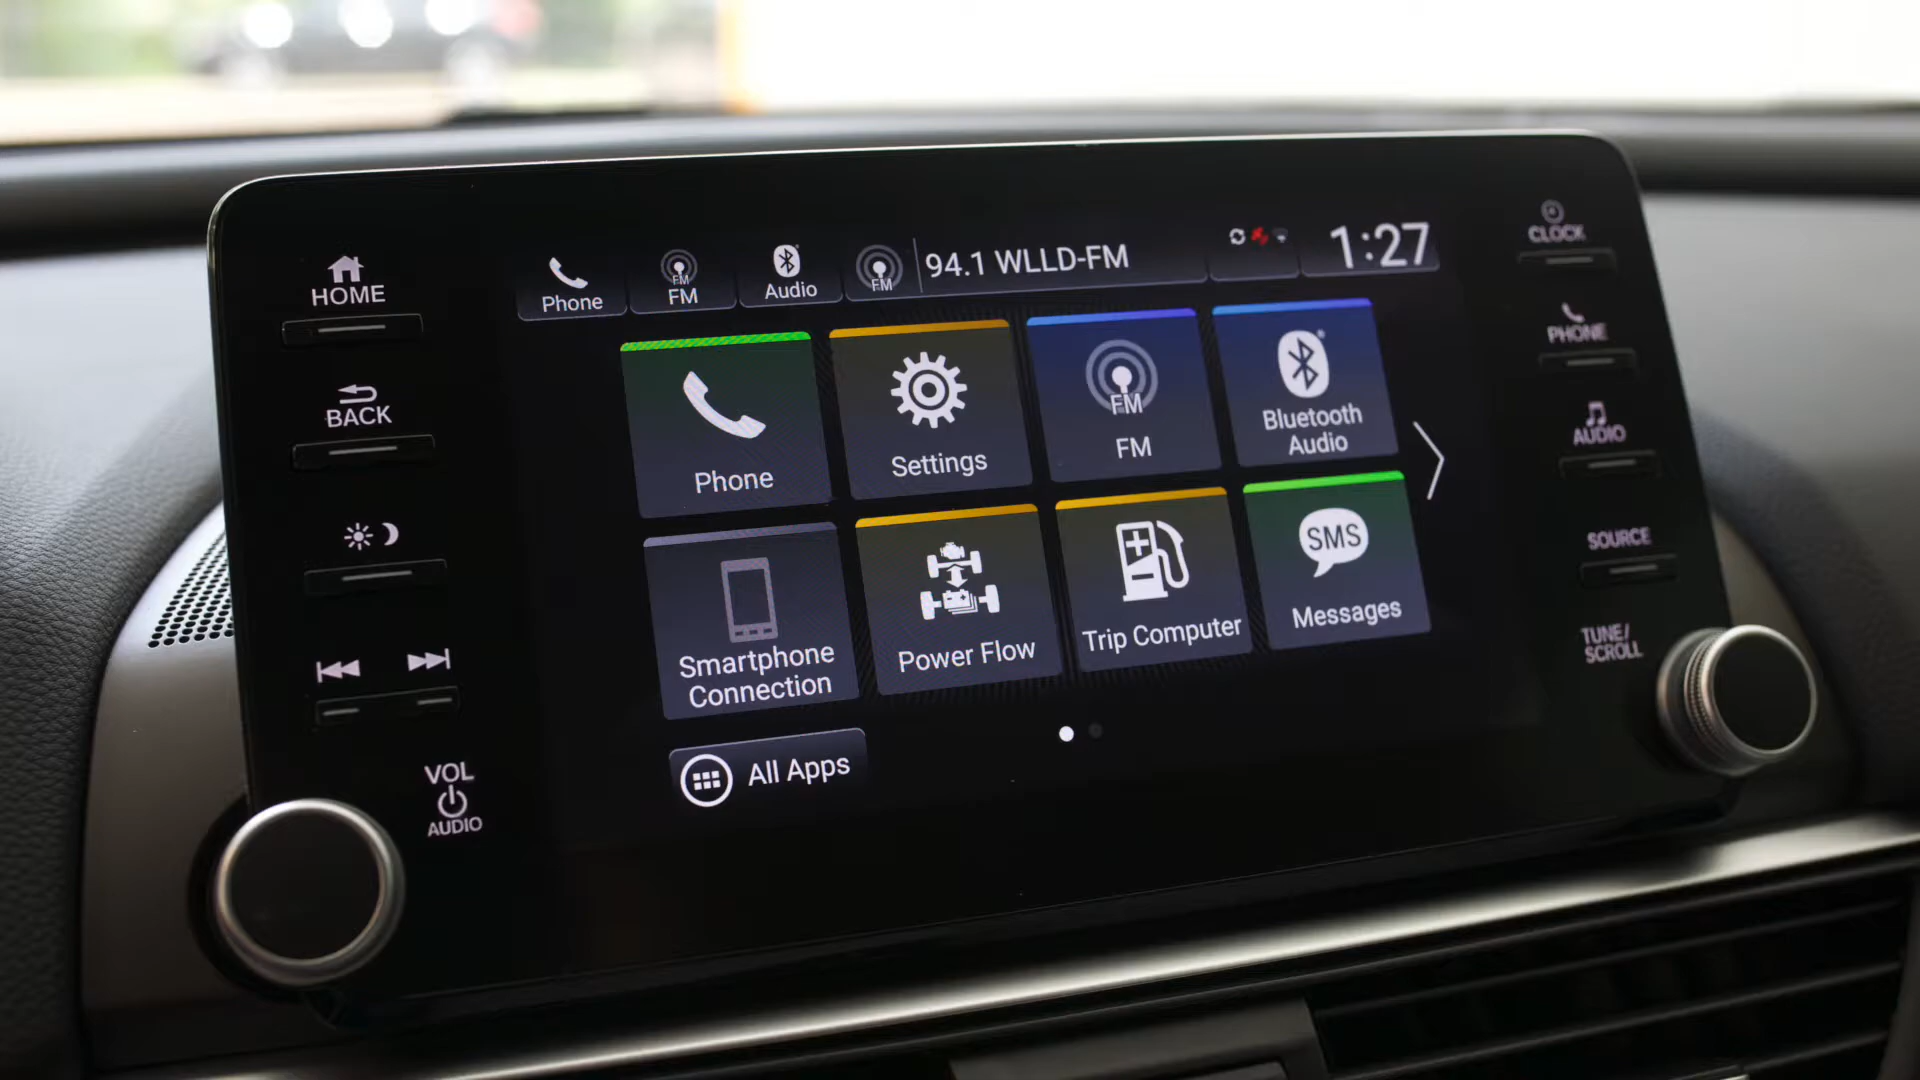 HOME
BACK
VOL
AUDIO
Phone
FM
FM
Audio
FM
94.1 WLLD-FM
1:27
Phone
Settings
FM
FM
Bluetooth
Audio
Smartphone
Connection
Power Flow
Trip Computer
SMS
Messages
All Apps
CLOCK
PHONE
AUDIO
SOURCE
TUNE/
SCROLL